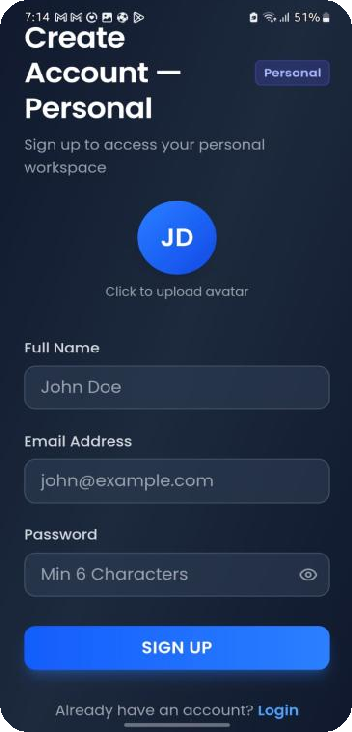 7:14
51%
Create
Account —
Personal
Personal
Sign up to access your personal
workspace
JD
Click to upload avatar
Full Name
John Doe
Email Address
john@example.com
Password
Min 6 Characters
SIGN UP
Already have an account? Login